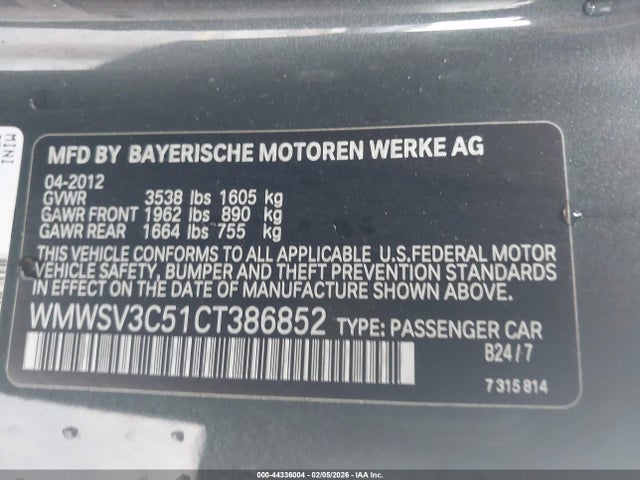 MINI
MFD BY BAYERISCHE MOTOREN WERKE AG
04-2012
GVWR 3538 lbs 1605 kg
GAWR FRONT 1962 lbs 890 kg
GAWR REAR 1664 lbs 755 kg
THIS VEHICLE CONFORMS TO ALL APPLICABLE U.S.FEDERAL MOTOR
VEHICLE SAFETY, BUMPER AND THEFT PREVENTION STANDARDS
IN EFFECT ON THE DATE OF MANUFACTURE SHOWN ABOVE.
WMWSV3C51CT386852 TYPE: PASSENGER CAR
B24/7
7 315 814
000-44336004 - 02/05/2026 - IAA Inc.